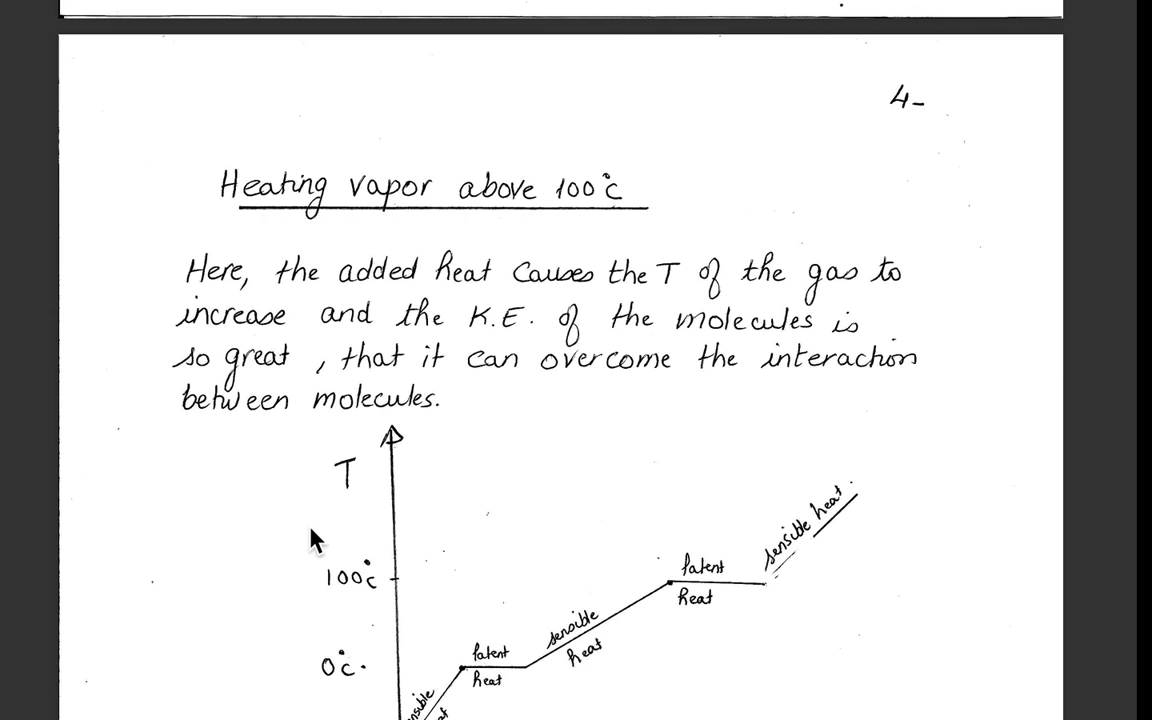 4-
Heating vapor above 100°C
Here, the added heat causes the T of the gas to
increase and the K.E. of the molecules is
so great, that it can overcome the interaction
between molecules.
T
sensible heat.
100°C
Latent
heat
sensible
heat
0°C.
Latent
heat